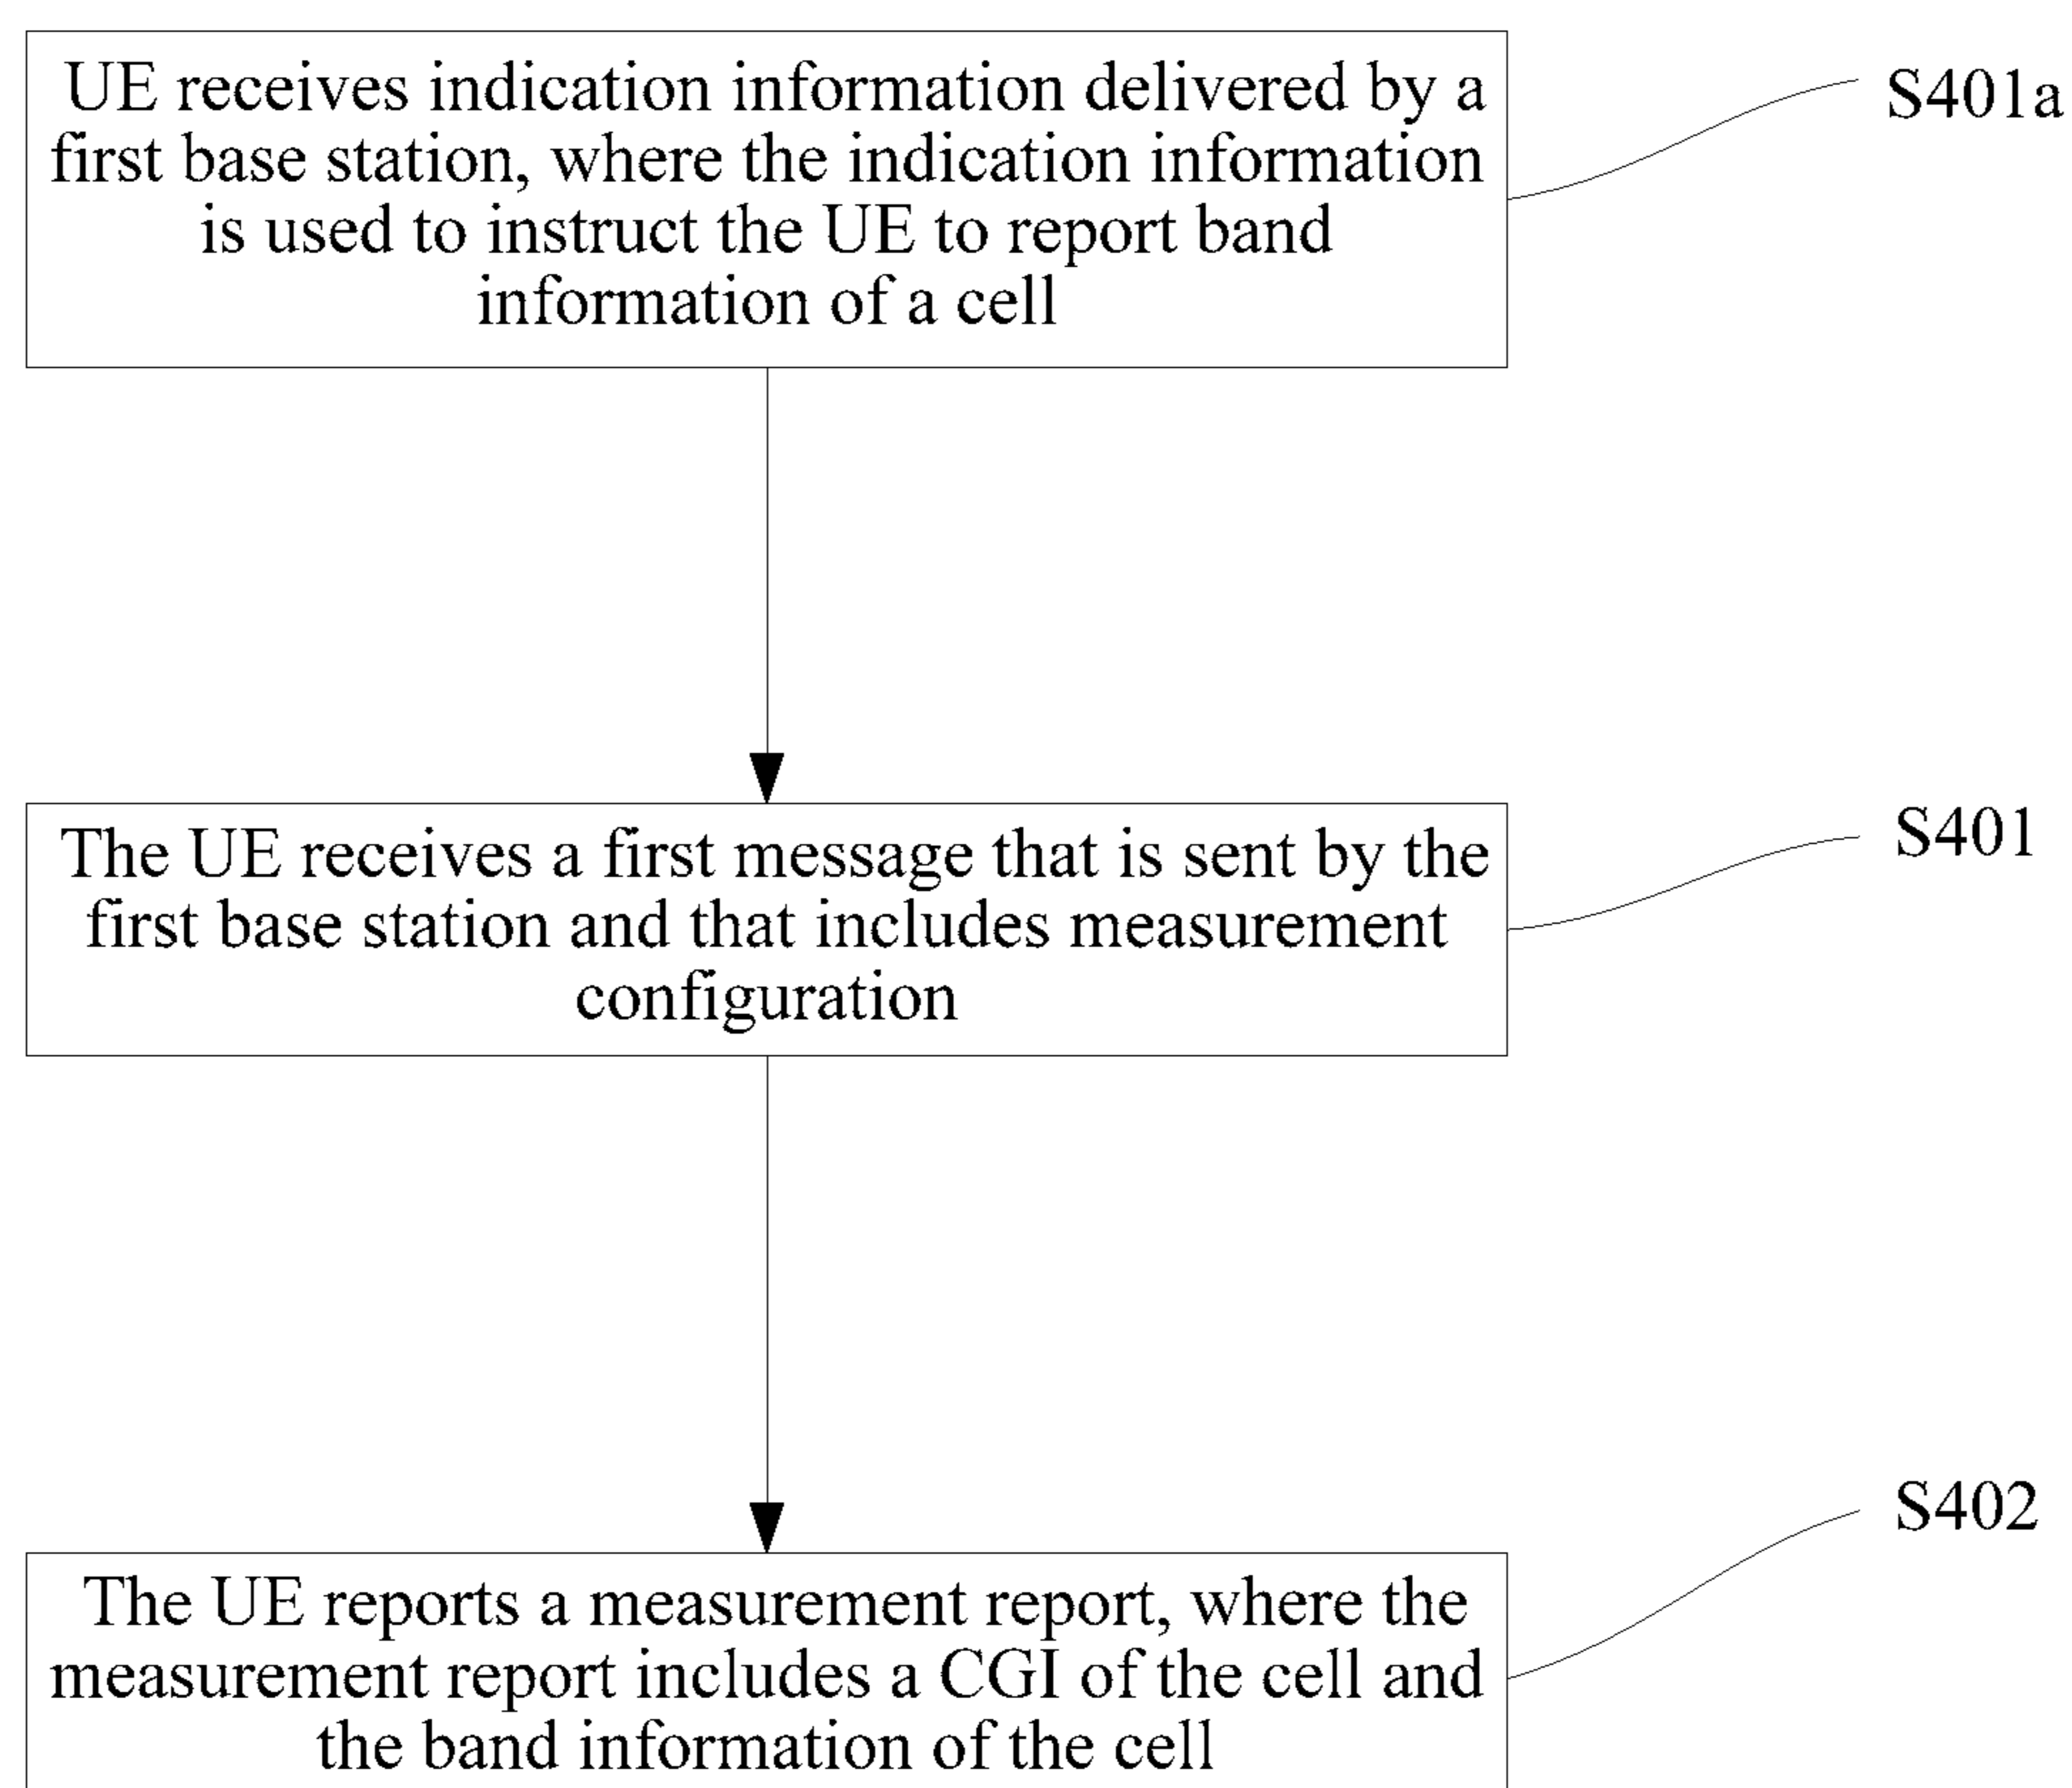 UE receives indication information delivered by a
first base station, where the indication information
is used to instruct the UE to report band
information of a cell
S401a
The UE receives a first message that is sent by the
first base station and that includes measurement
configuration
S401
The UE reports a measurement report, where the
measurement report includes a CGI of the cell and
the band information of the cell
S402